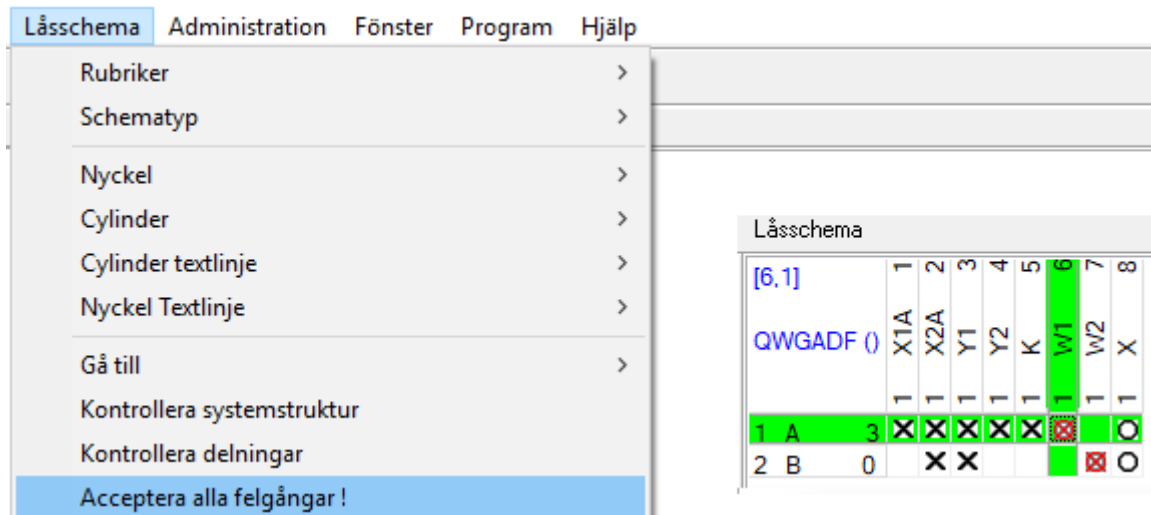 Låsschema Administration Fönster Program Hjälp
Rubriker
Schematyp
Nyckel
Cylinder
Cylinder textlinje
Nyckel Textlinje
Gå till
Kontrollera systemstruktur
Kontrollera delningar
Acceptera alla felgångar !
Låsschema
[6,1]
1 2 3 4 5 6 7 8
QWGADF ()
X1A X2A Y1 Y2 K W1 W2 X
1 1 1 1 1 1 1 1
1 A 3 X X X X X O
2 B 0 X X O